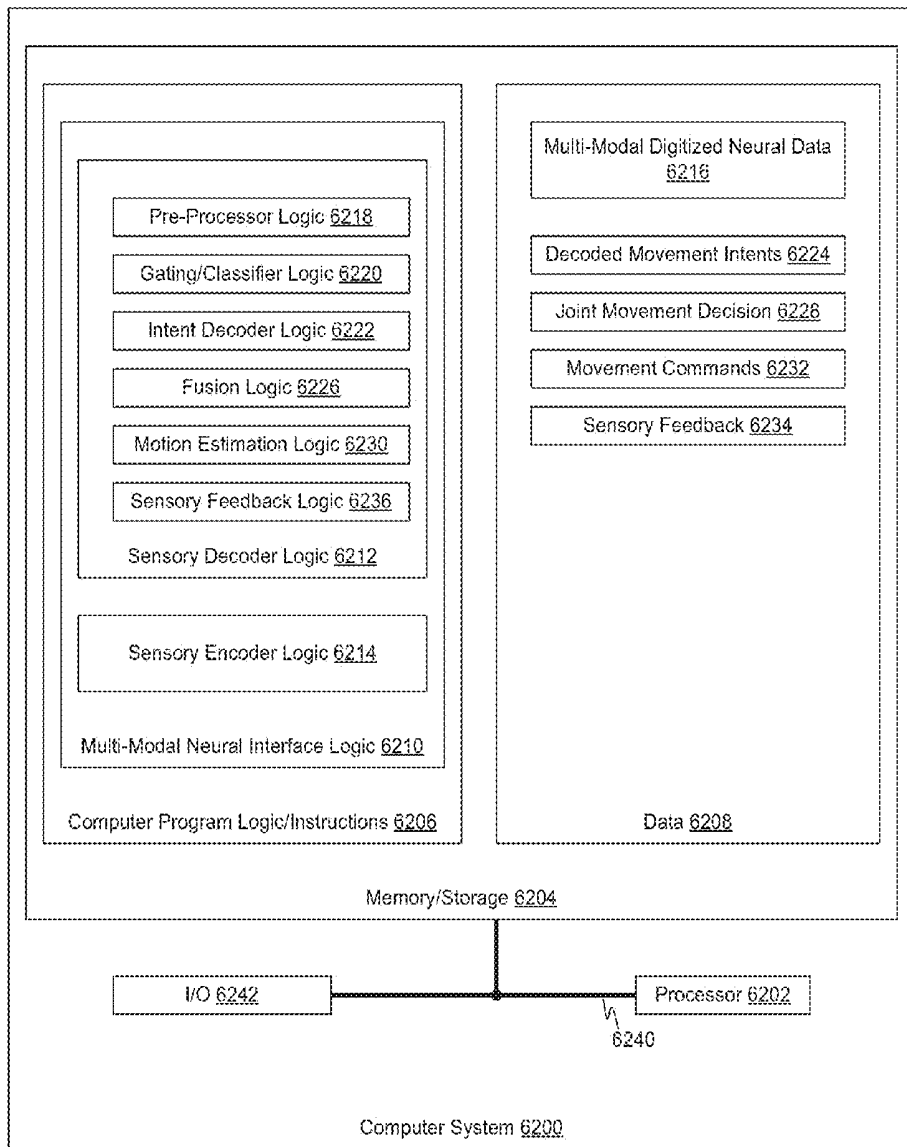 Pre-Processor Logic 6218
Gating/Classifier Logic 6220
Intent Decoder Logic 6222
Fusion Logic 6226
Motion Estimation Logic 6230
Sensory Feedback Logic 6236
Sensory Decoder Logic 6212
Sensory Encoder Logic 6214
Multi-Modal Neural Interface Logic 6210
Computer Program Logic/Instructions 6206
Multi-Modal Digitized Neural Data
6216
Decoded Movement Intents 6224
Joint Movement Decision 6228
Movement Commands 6232
Sensory Feedback 6234
Data 6208
Memory/Storage 6204
I/O 6242
Processor 6202
6240
Computer System 6200